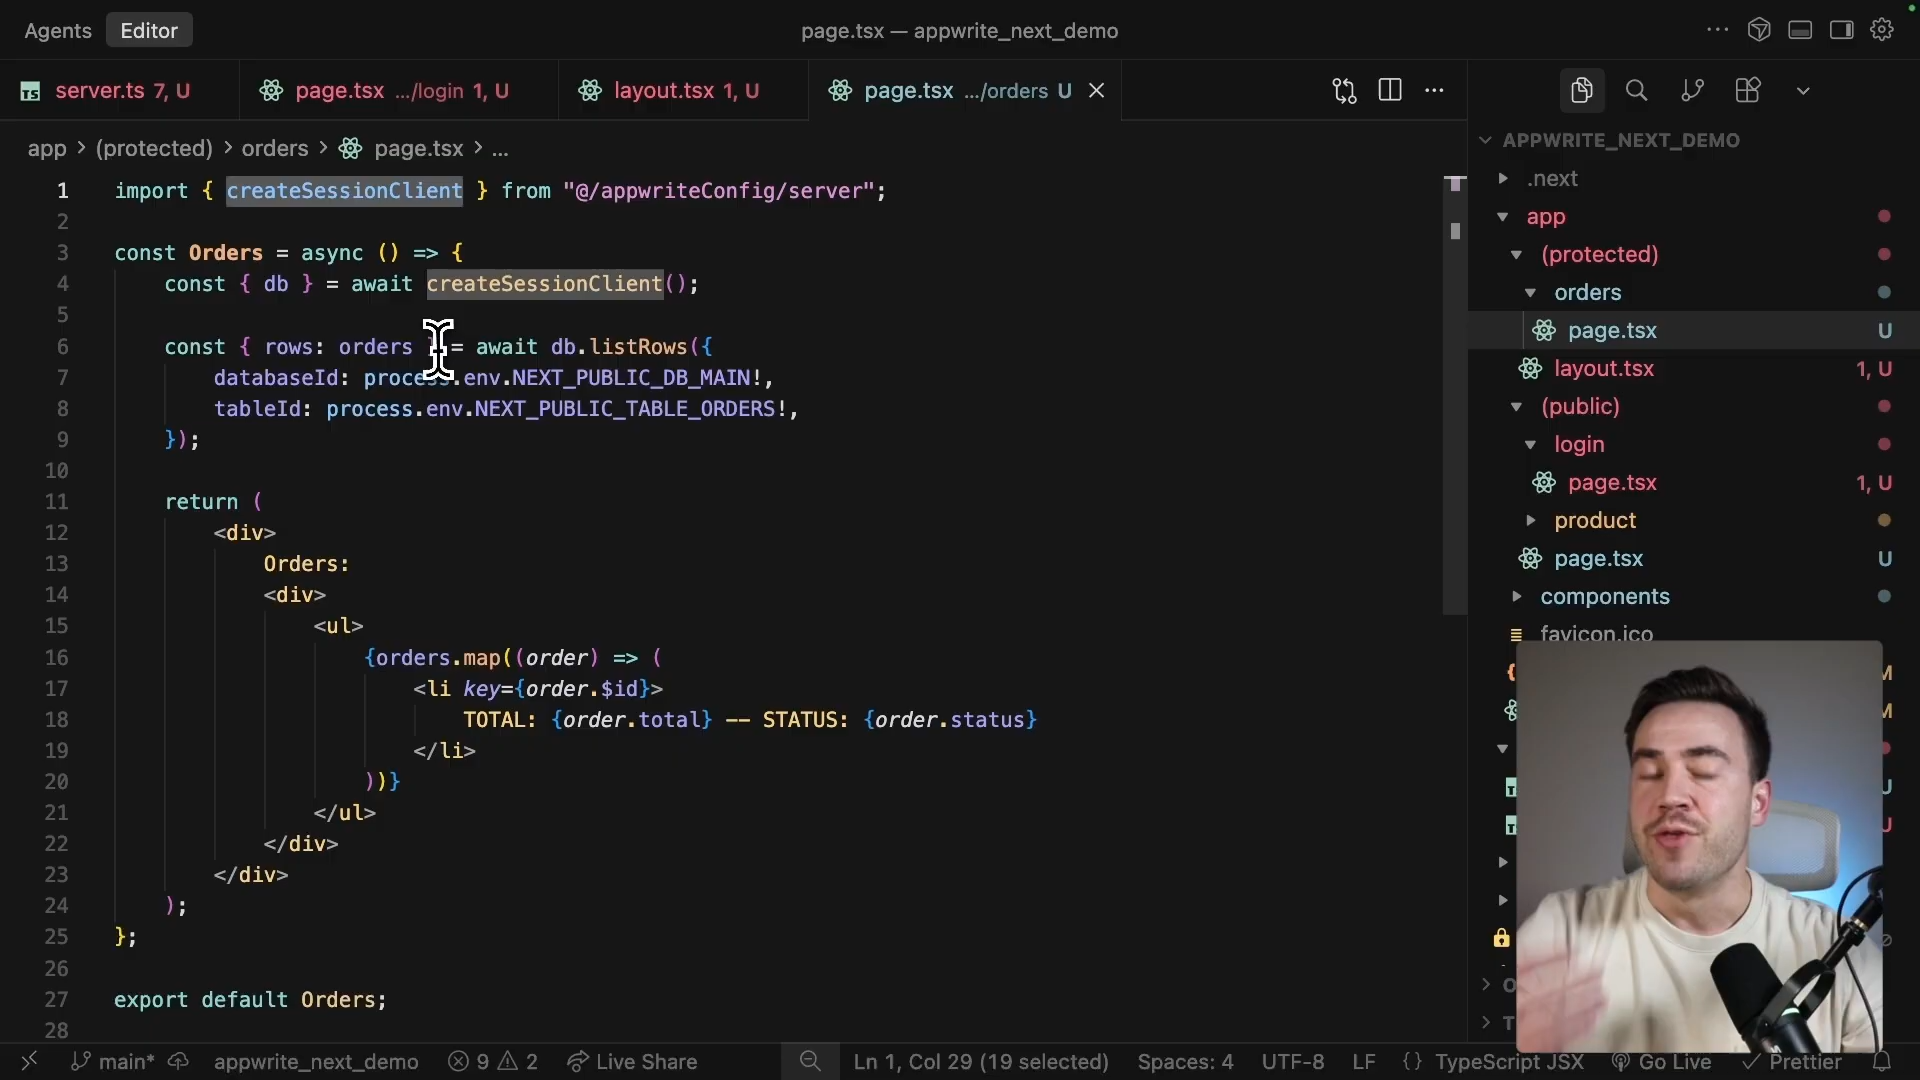 Agents Editor page.tsx — appwrite_next_demo ...
TS server.ts 7, U page.tsx .../login 1, U layout.tsx 1, U page.tsx .../orders U
app > (protected) > orders > page.tsx > ...
1 import { createSessionClient } from "@/appwriteConfig/server";
2
3 const Orders = async () => {
4 const { db } = await createSessionClient();
5
6 const { rows: orders } = await db.listRows({
7 databaseId: process.env.NEXT_PUBLIC_DB_MAIN!,
8 tableId: process.env.NEXT_PUBLIC_TABLE_ORDERS!,
9 });
10
11 return (
12 <div>
13 Orders:
14 <div>
15 <ul>
16 {orders.map((order) => (
17 <li key={order.$id}>
18 TOTAL: {order.total} -- STATUS: {order.status}
19 </li>
20 ))}
21 </ul>
22 </div>
23 </div>
24 );
25 };
26
27 export default Orders;
28
APPWRITE_NEXT_DEMO
.next
app
(protected)
orders
page.tsx U
layout.tsx 1, U
(public)
login
page.tsx 1, U
product
page.tsx U
components
favicon.ico
main* appwrite_next_demo 9 2 Live Share Ln 1, Col 29 (19 selected) Spaces: 4 UTF-8 LF {} TypeScript JSX Go Live Prettier